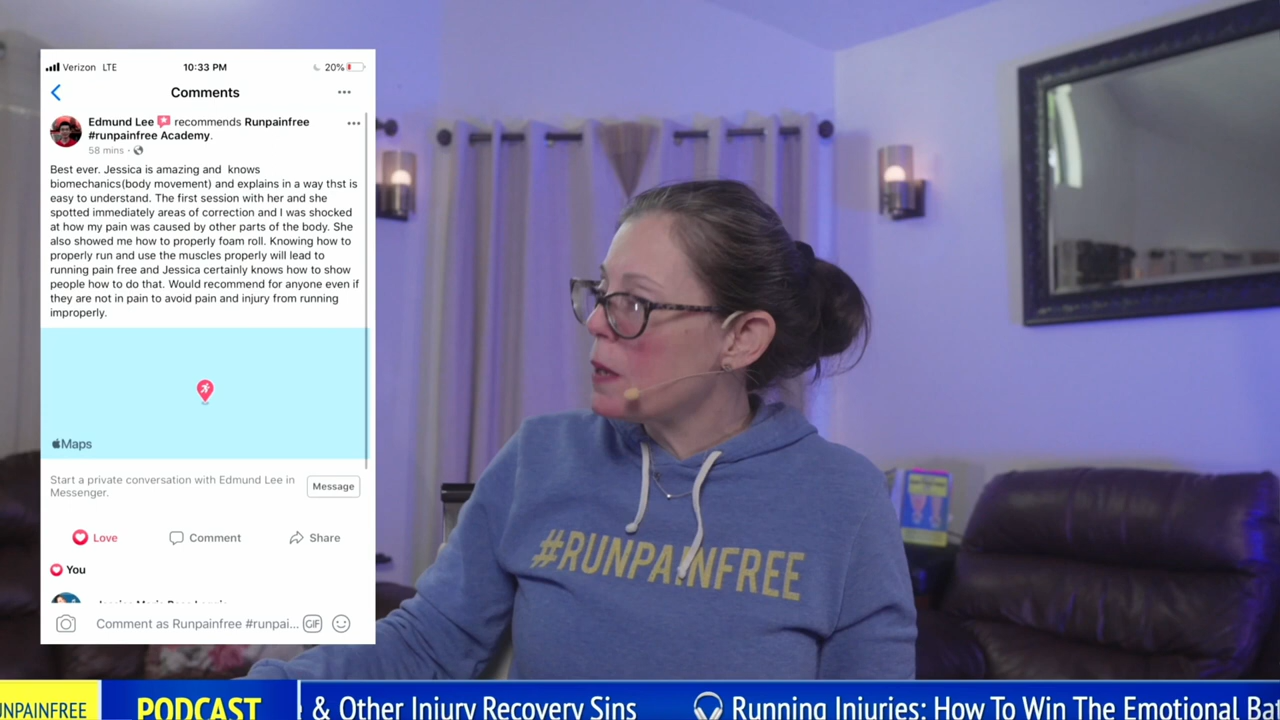 Verizon LTE 10:33 PM 20%
Comments
Edmund Lee recommends Runpainfree
#runpainfree Academy.
58 mins
Best ever. Jessica is amazing and knows
biomechanics(body movement) and explains in a way thst is
easy to understand. The first session with her and she
spotted immediately areas of correction and I was shocked
at how my pain was caused by other parts of the body. She
also showed me how to properly foam roll. Knowing how to
properly run and use the muscles properly will lead to
running pain free and Jessica certainly knows how to show
people how to do that. Would recommend for anyone even if
they are not in pain to avoid pain and injury from running
improperly.
Maps
Start a private conversation with Edmund Lee in
Messenger.
Message
Love Comment Share
You
Comment as Runpainfree #runpai... GIF
#RUNPAINFREE
UNPAINFREE PODCAST & Other Injury Recovery Sins Running Injuries: How To Win The Emotional Ba